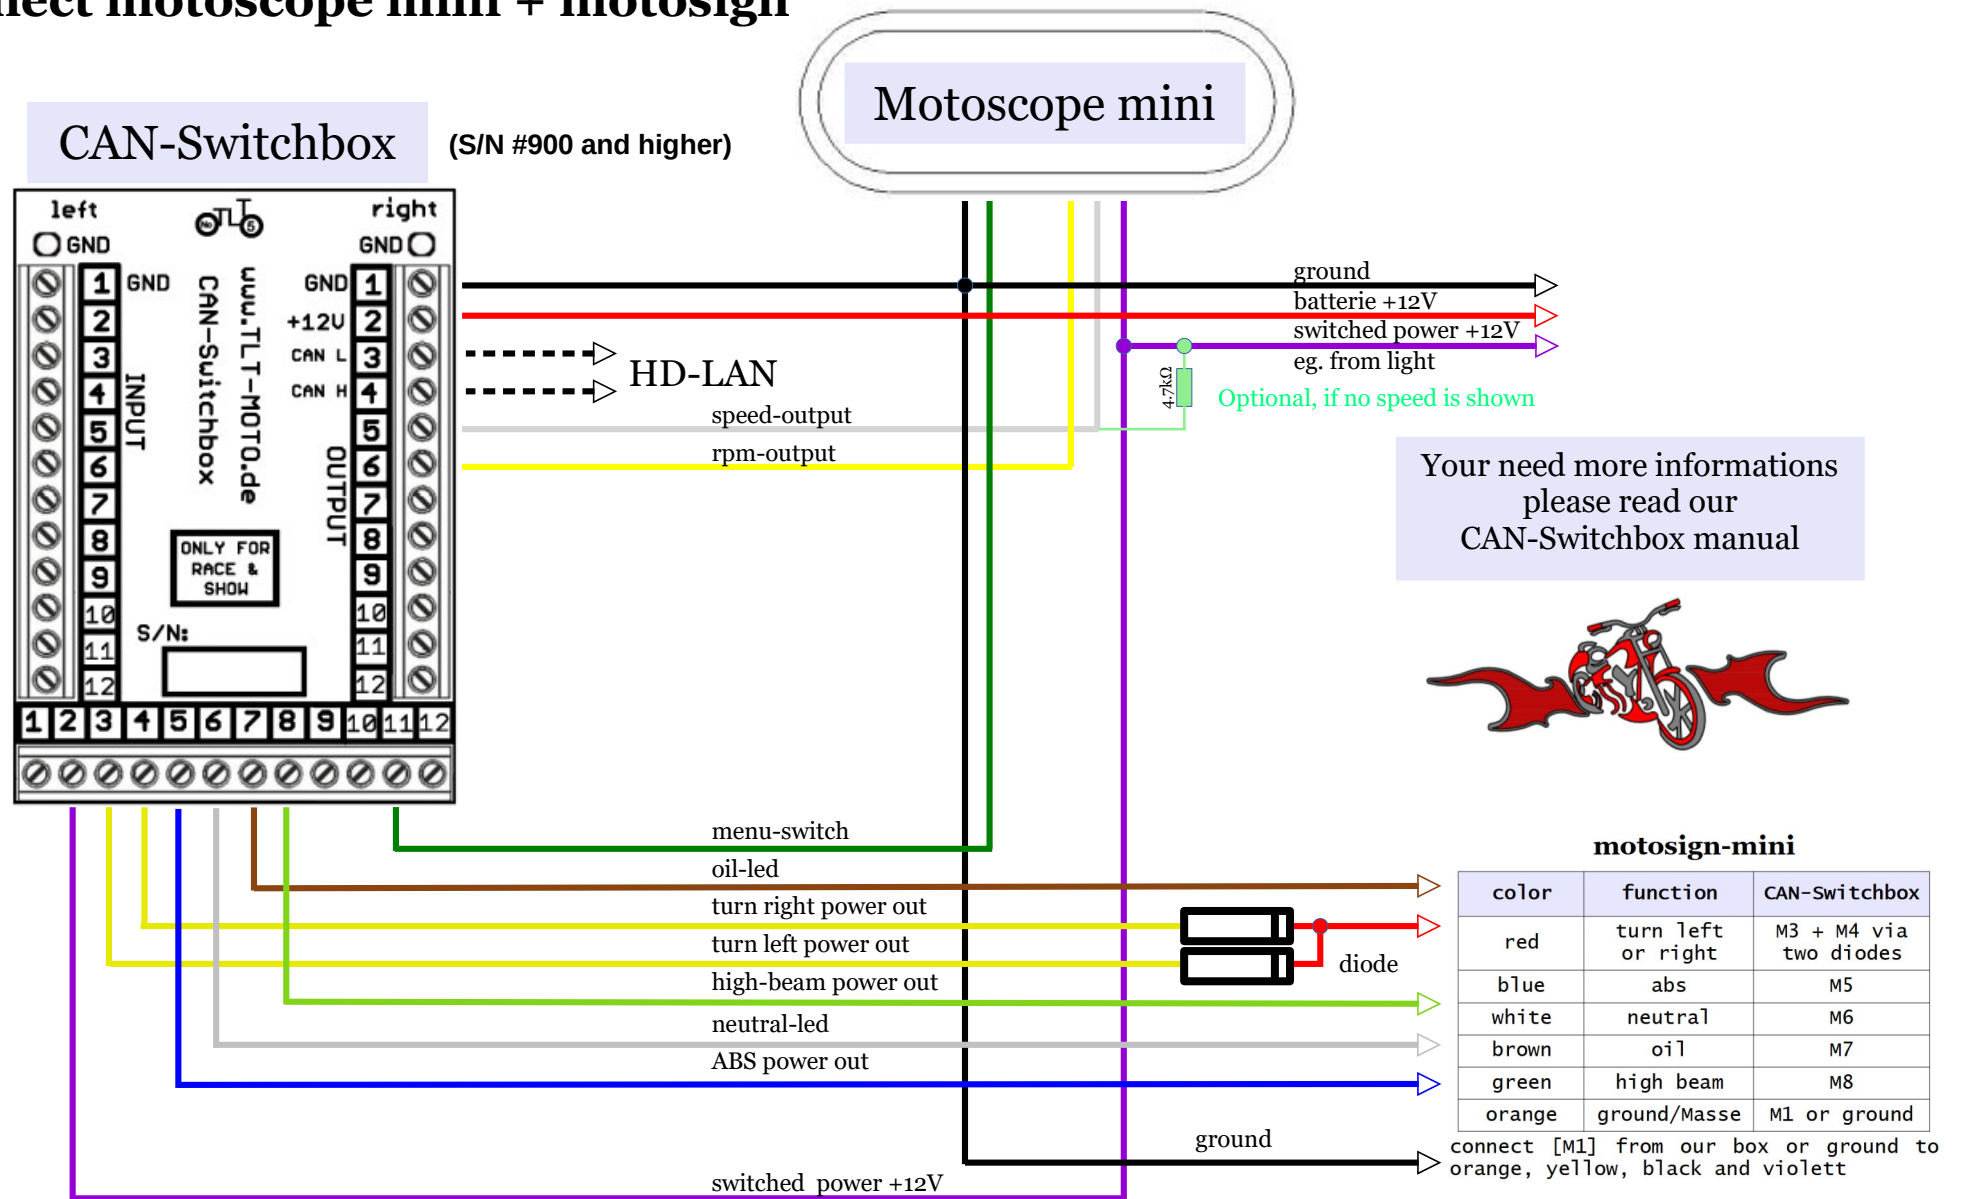 nect motoscope mini + motosign
Motoscope mini
CAN-Switchbox
(S/N #900 and higher)
left
right
No TLT 5
GND
GND
1 GND
GND 1
2
+12V 2
3
CAN L 3
4
CAN H 4
5
5
6
6
7
7
8
8
9
9
10
10
11
11
12
12
INPUT
OUTPUT
CAN-Switchbox
www.TLT-MOTO.de
ONLY FOR
RACE &
SHOW
S/N:
1 2 3 4 5 6 7 8 9 10 11 12
HD-LAN
speed-output
rpm-output
ground
batterie +12V
switched power +12V
eg. from light
4.7kΩ
Optional, if no speed is shown
Your need more informations
please read our
CAN-Switchbox manual
menu-switch
oil-led
turn right power out
turn left power out
high-beam power out
neutral-led
ABS power out
diode
ground
switched power +12V
motosign-mini
color function CAN-Switchbox
red turn left or right M3 + M4 via two diodes
blue abs M5
white neutral M6
brown oil M7
green high beam M8
orange ground/Masse M1 or ground
connect [M1] from our box or ground to
orange, yellow, black and violett